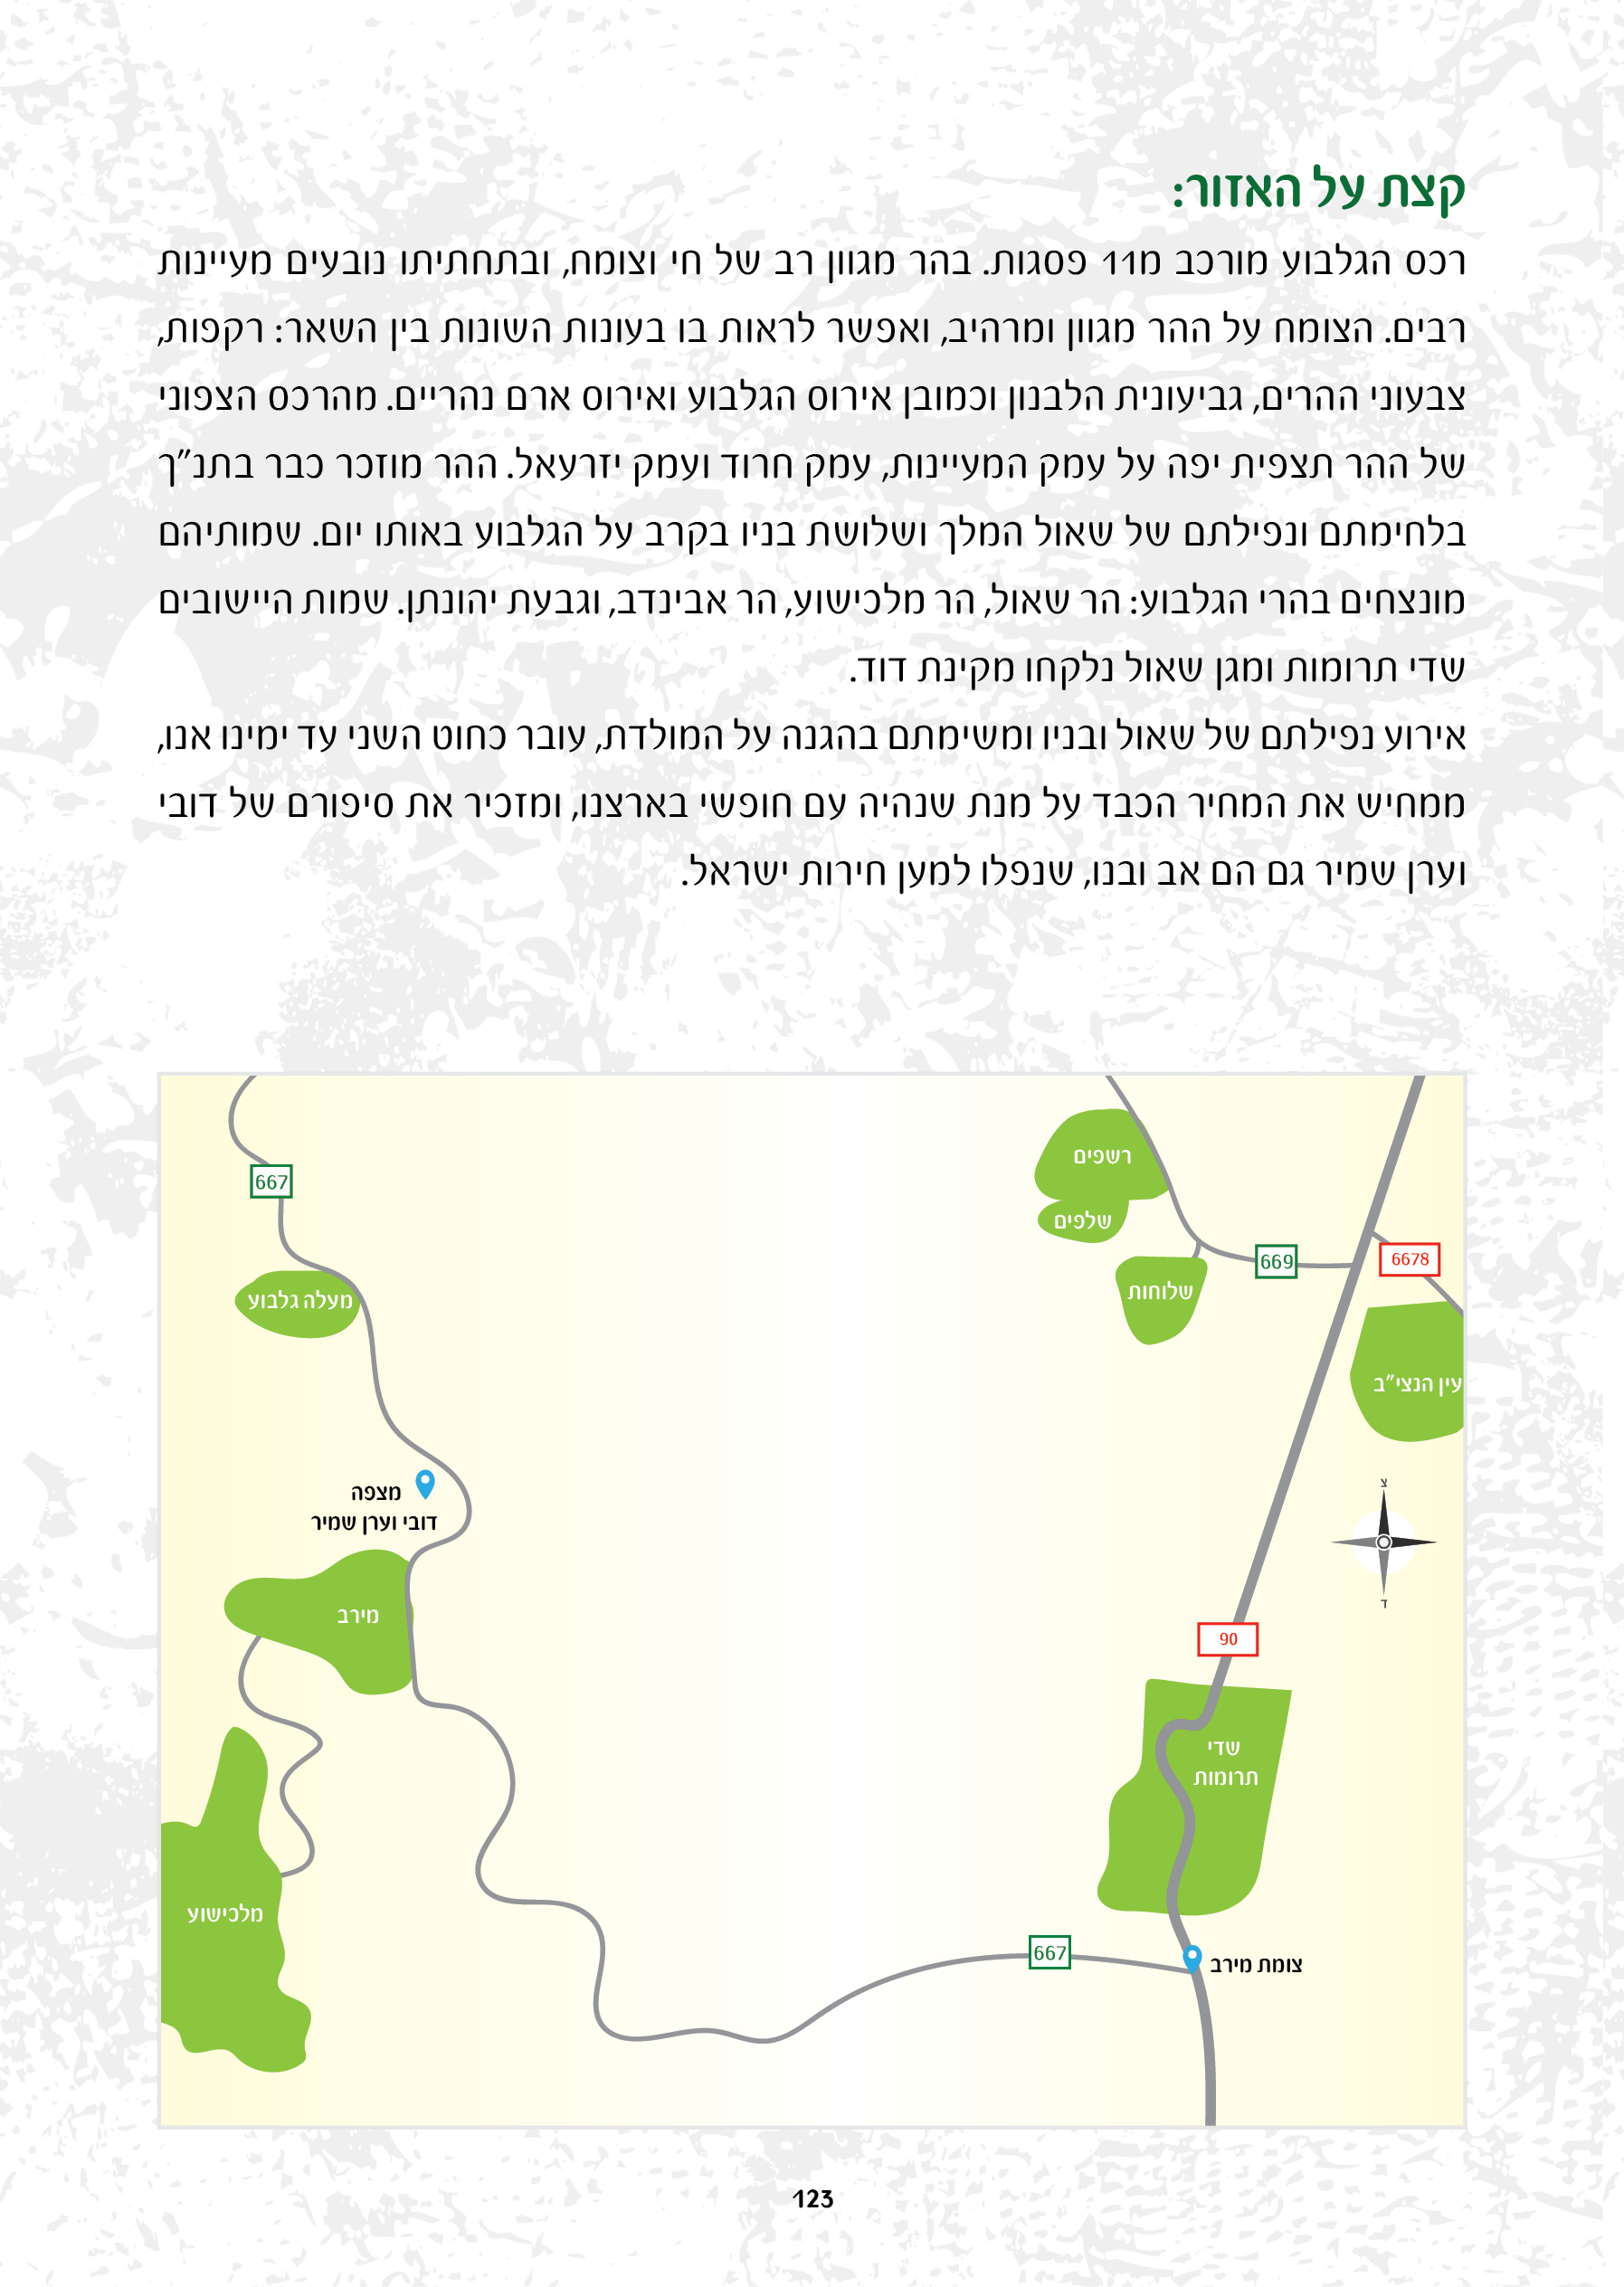 קצת על האזור:
רכס הגלבוע מורכב מ11 פסגות. בהר מגוון רב של חי וצומח, ובתחתיתו נובעים מעיינות
רבים. הצומח על ההר מגוון ומרהיב, ואפשר לראות בו בעונות השונות בין השאר: רקפות,
צבעוני ההרים, גביעונית הלבנון וכמובן אירוס הגלבוע ואירוס ארם נהריים. מהרכס הצפוני
של ההר תצפית יפה על עמק המעיינות, עמק חרוד ועמק יזרעאל. ההר מוזכר כבר בתנ"ך
בלחימתם ונפילתם של שאול המלך ושלושת בניו בקרב על הגלבוע באותו יום. שמותיהם
מונצחים בהרי הגלבוע: הר שאול, הר מלכישוע, הר אבינדב, וגבעת יהונתן. שמות היישובים
שדי תרומות ומגן שאול נלקחו מקינת דוד.
אירוע נפילתם של שאול ובניו ומשימתם בהגנה על המולדת, עובר כחוט השני עד ימינו אנו,
ממחיש את המחיר הכבד על מנת שנהיה עם חופשי בארצנו, ומזכיר את סיפורם של דובי
וערן שמיר גם הם אב ובנו, שנפלו למען חירות ישראל.
רשפים
667
שלפים
669
6678
שלוחות
מעלה גלבוע
עין הנצי"ב
צ
מצפה
דובי וערן שמיר
ד
מירב
90
שדי
תרומות
מלכישוע
667
צומת מירב
123